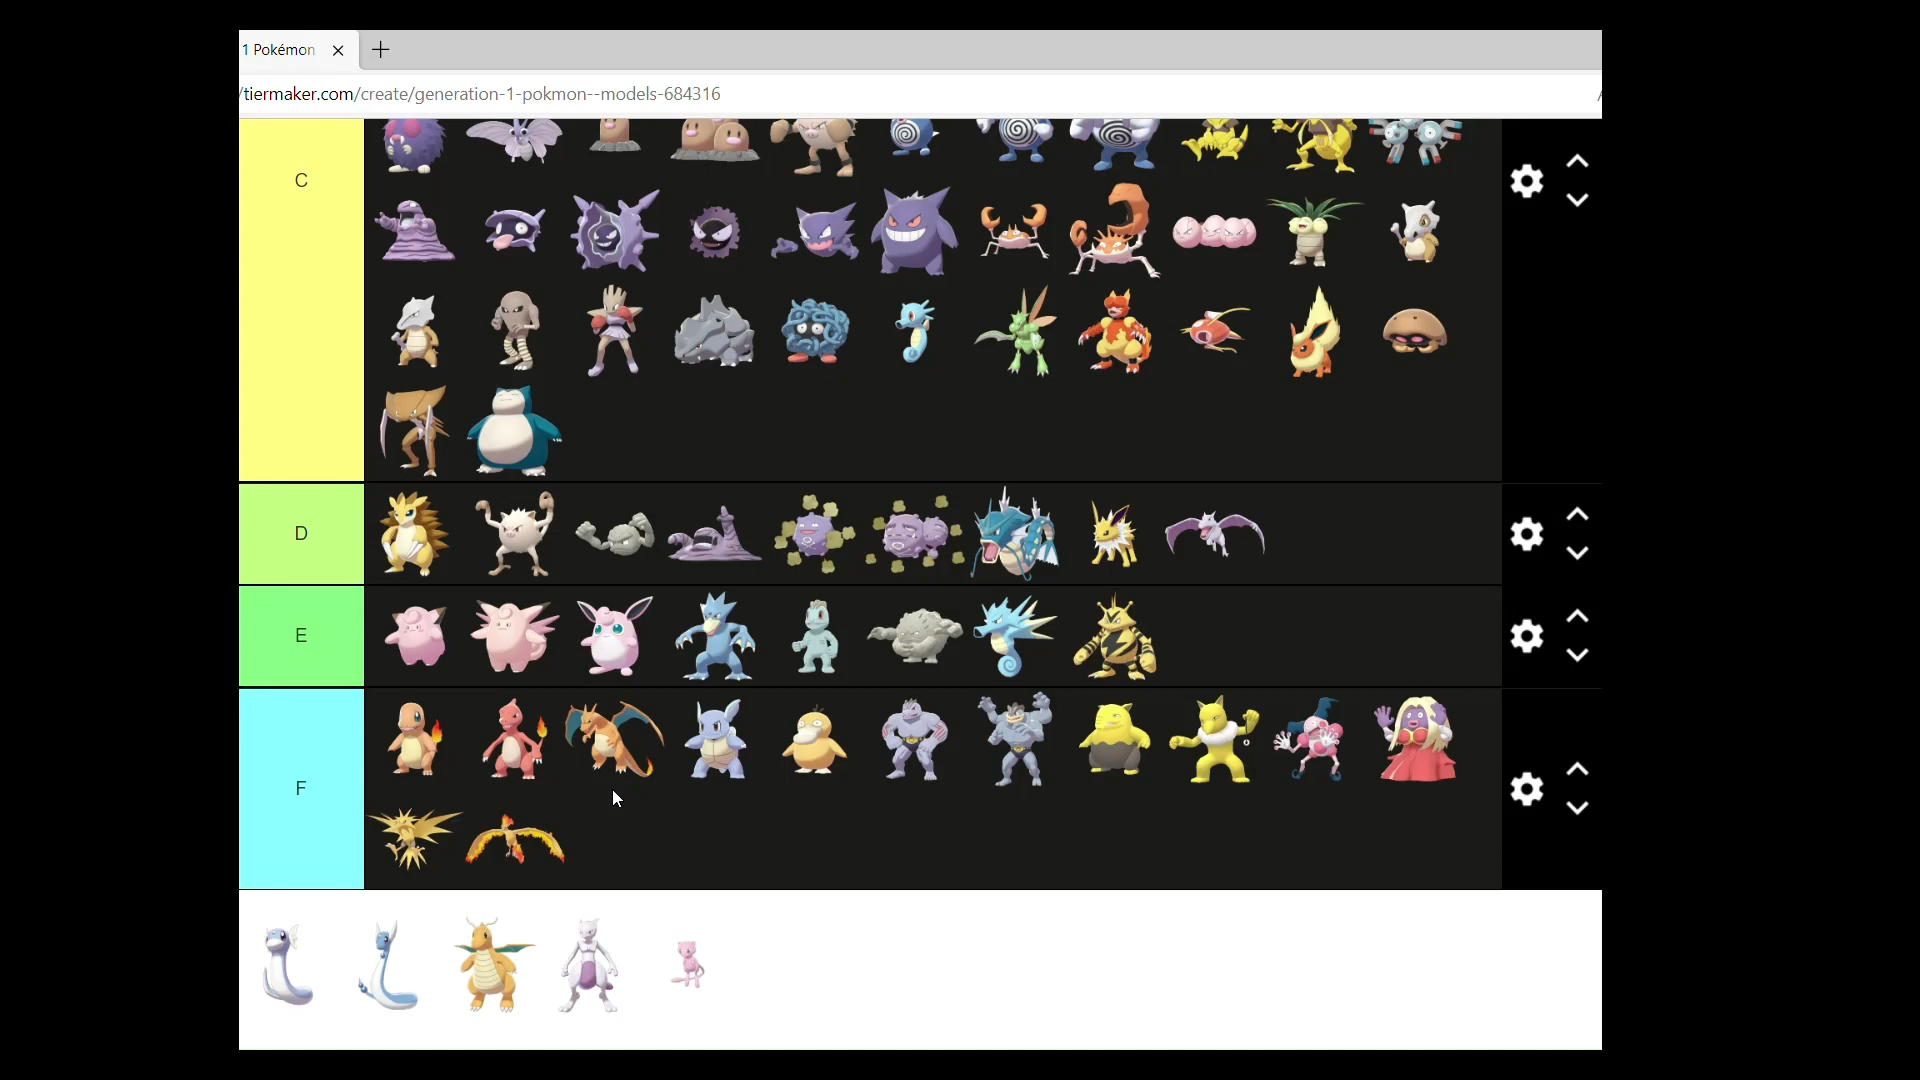 1 Pokémon
/tiermaker.com/create/generation-1-pokmon--models-684316
C
D
E
F